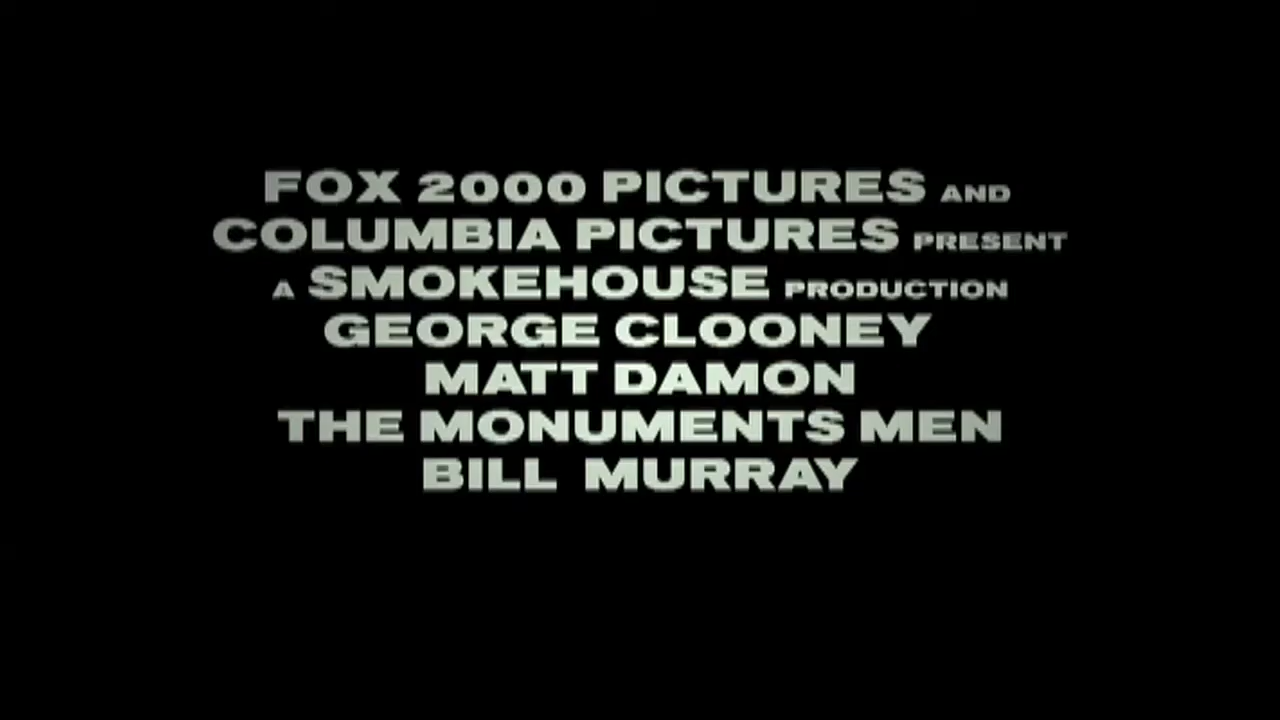 FOX 2000 PICTURES AND
COLUMBIA PICTURES PRESENT
A SMOKEHOUSE PRODUCTION
GEORGE CLOONEY
MATT DAMON
THE MONUMENTS MEN
BILL MURRAY